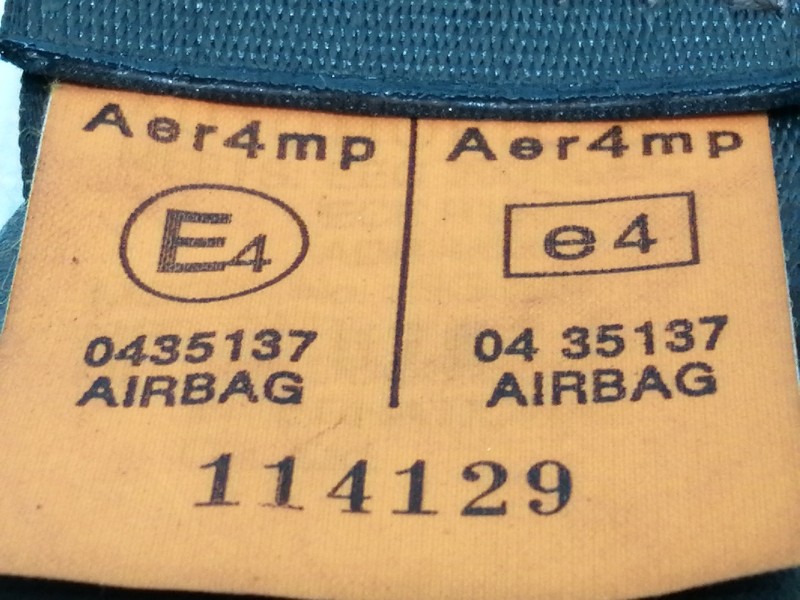 Aer4mp
E4
0435137
AIRBAG
Aer4mp
e4
04 35137
AIRBAG
114129